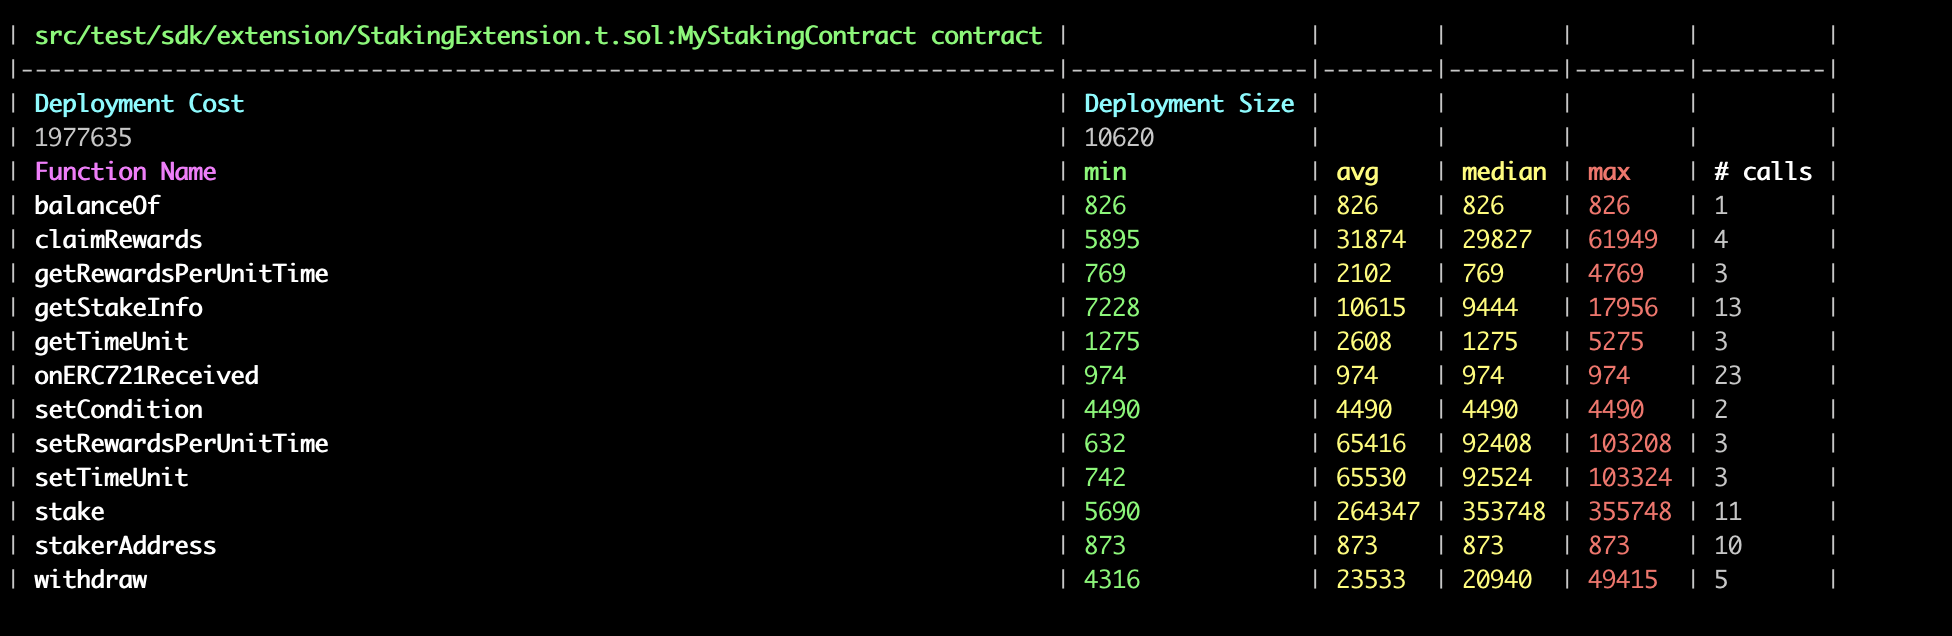 | src/test/sdk/extension/StakingExtension.t.sol:MyStakingContract contract |                 |        |        |        |         |
|--------------------------------------------------------------------------|-----------------|--------|--------|--------|---------|
| Deployment Cost                                                          | Deployment Size |        |        |        |         |
| 1977635                                                                  | 10620           |        |        |        |         |
| Function Name                                                            | min             | avg    | median | max    | # calls |
| balanceOf                                                                | 826             | 826    | 826    | 826    | 1       |
| claimRewards                                                             | 5895            | 31874  | 29827  | 61949  | 4       |
| getRewardsPerUnitTime                                                    | 769             | 2102   | 769    | 4769   | 3       |
| getStakeInfo                                                             | 7228            | 10615  | 9444   | 17956  | 13      |
| getTimeUnit                                                              | 1275            | 2608   | 1275   | 5275   | 3       |
| onERC721Received                                                         | 974             | 974    | 974    | 974    | 23      |
| setCondition                                                             | 4490            | 4490   | 4490   | 4490   | 2       |
| setRewardsPerUnitTime                                                    | 632             | 65416  | 92408  | 103208 | 3       |
| setTimeUnit                                                              | 742             | 65530  | 92524  | 103324 | 3       |
| stake                                                                    | 5690            | 264347 | 353748 | 355748 | 11      |
| stakerAddress                                                            | 873             | 873    | 873    | 873    | 10      |
| withdraw                                                                 | 4316            | 23533  | 20940  | 49415  | 5       |